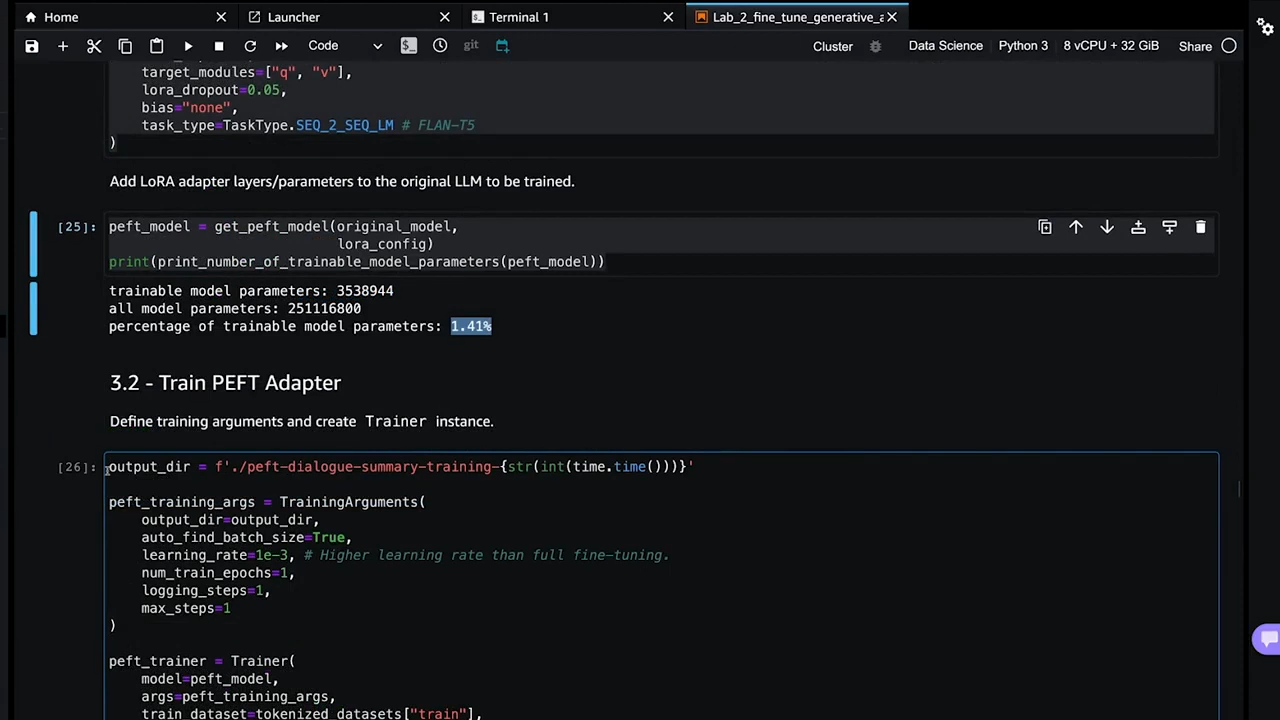 Home
Launcher
Terminal 1
Lab_2_fine_tune_generative_a
Code
git
Cluster
Data Science
Python 3
8 vCPU + 32 GiB
Share
target_modules=["q", "v"],
lora_dropout=0.05,
bias="none",
task_type=TaskType.SEQ_2_SEQ_LM # FLAN-T5
)
Add LoRA adapter layers/parameters to the original LLM to be trained.
[25]:
peft_model = get_peft_model(original_model,
lora_config)
print(print_number_of_trainable_model_parameters(peft_model))
trainable model parameters: 3538944
all model parameters: 251116800
percentage of trainable model parameters: 1.41%
3.2 - Train PEFT Adapter
Define training arguments and create Trainer instance.
[26]:
output_dir = f'./peft-dialogue-summary-training-{str(int(time.time()))}'
peft_training_args = TrainingArguments(
output_dir=output_dir,
auto_find_batch_size=True,
learning_rate=1e-3, # Higher learning rate than full fine-tuning.
num_train_epochs=1,
logging_steps=1,
max_steps=1
)
peft_trainer = Trainer(
model=peft_model,
args=peft_training_args,
train_dataset=tokenized_datasets["train"],